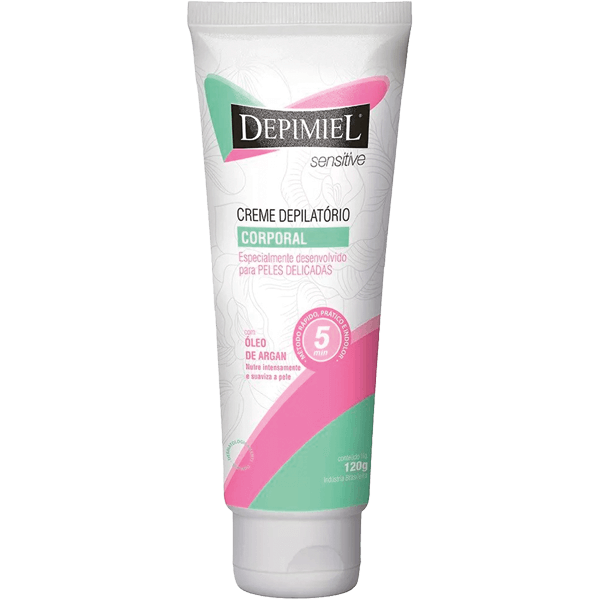 DEPIMIEL
sensitive
CREME DEPILATÓRIO
CORPORAL
Especialmente desenvolvido
para PELES DELICADAS
MÉTODO RÁPIDO, PRÁTICO E INDOLOR
5
min
com
ÓLEO
DE ARGAN
Nutre intensamente
e suaviza a pele
120g